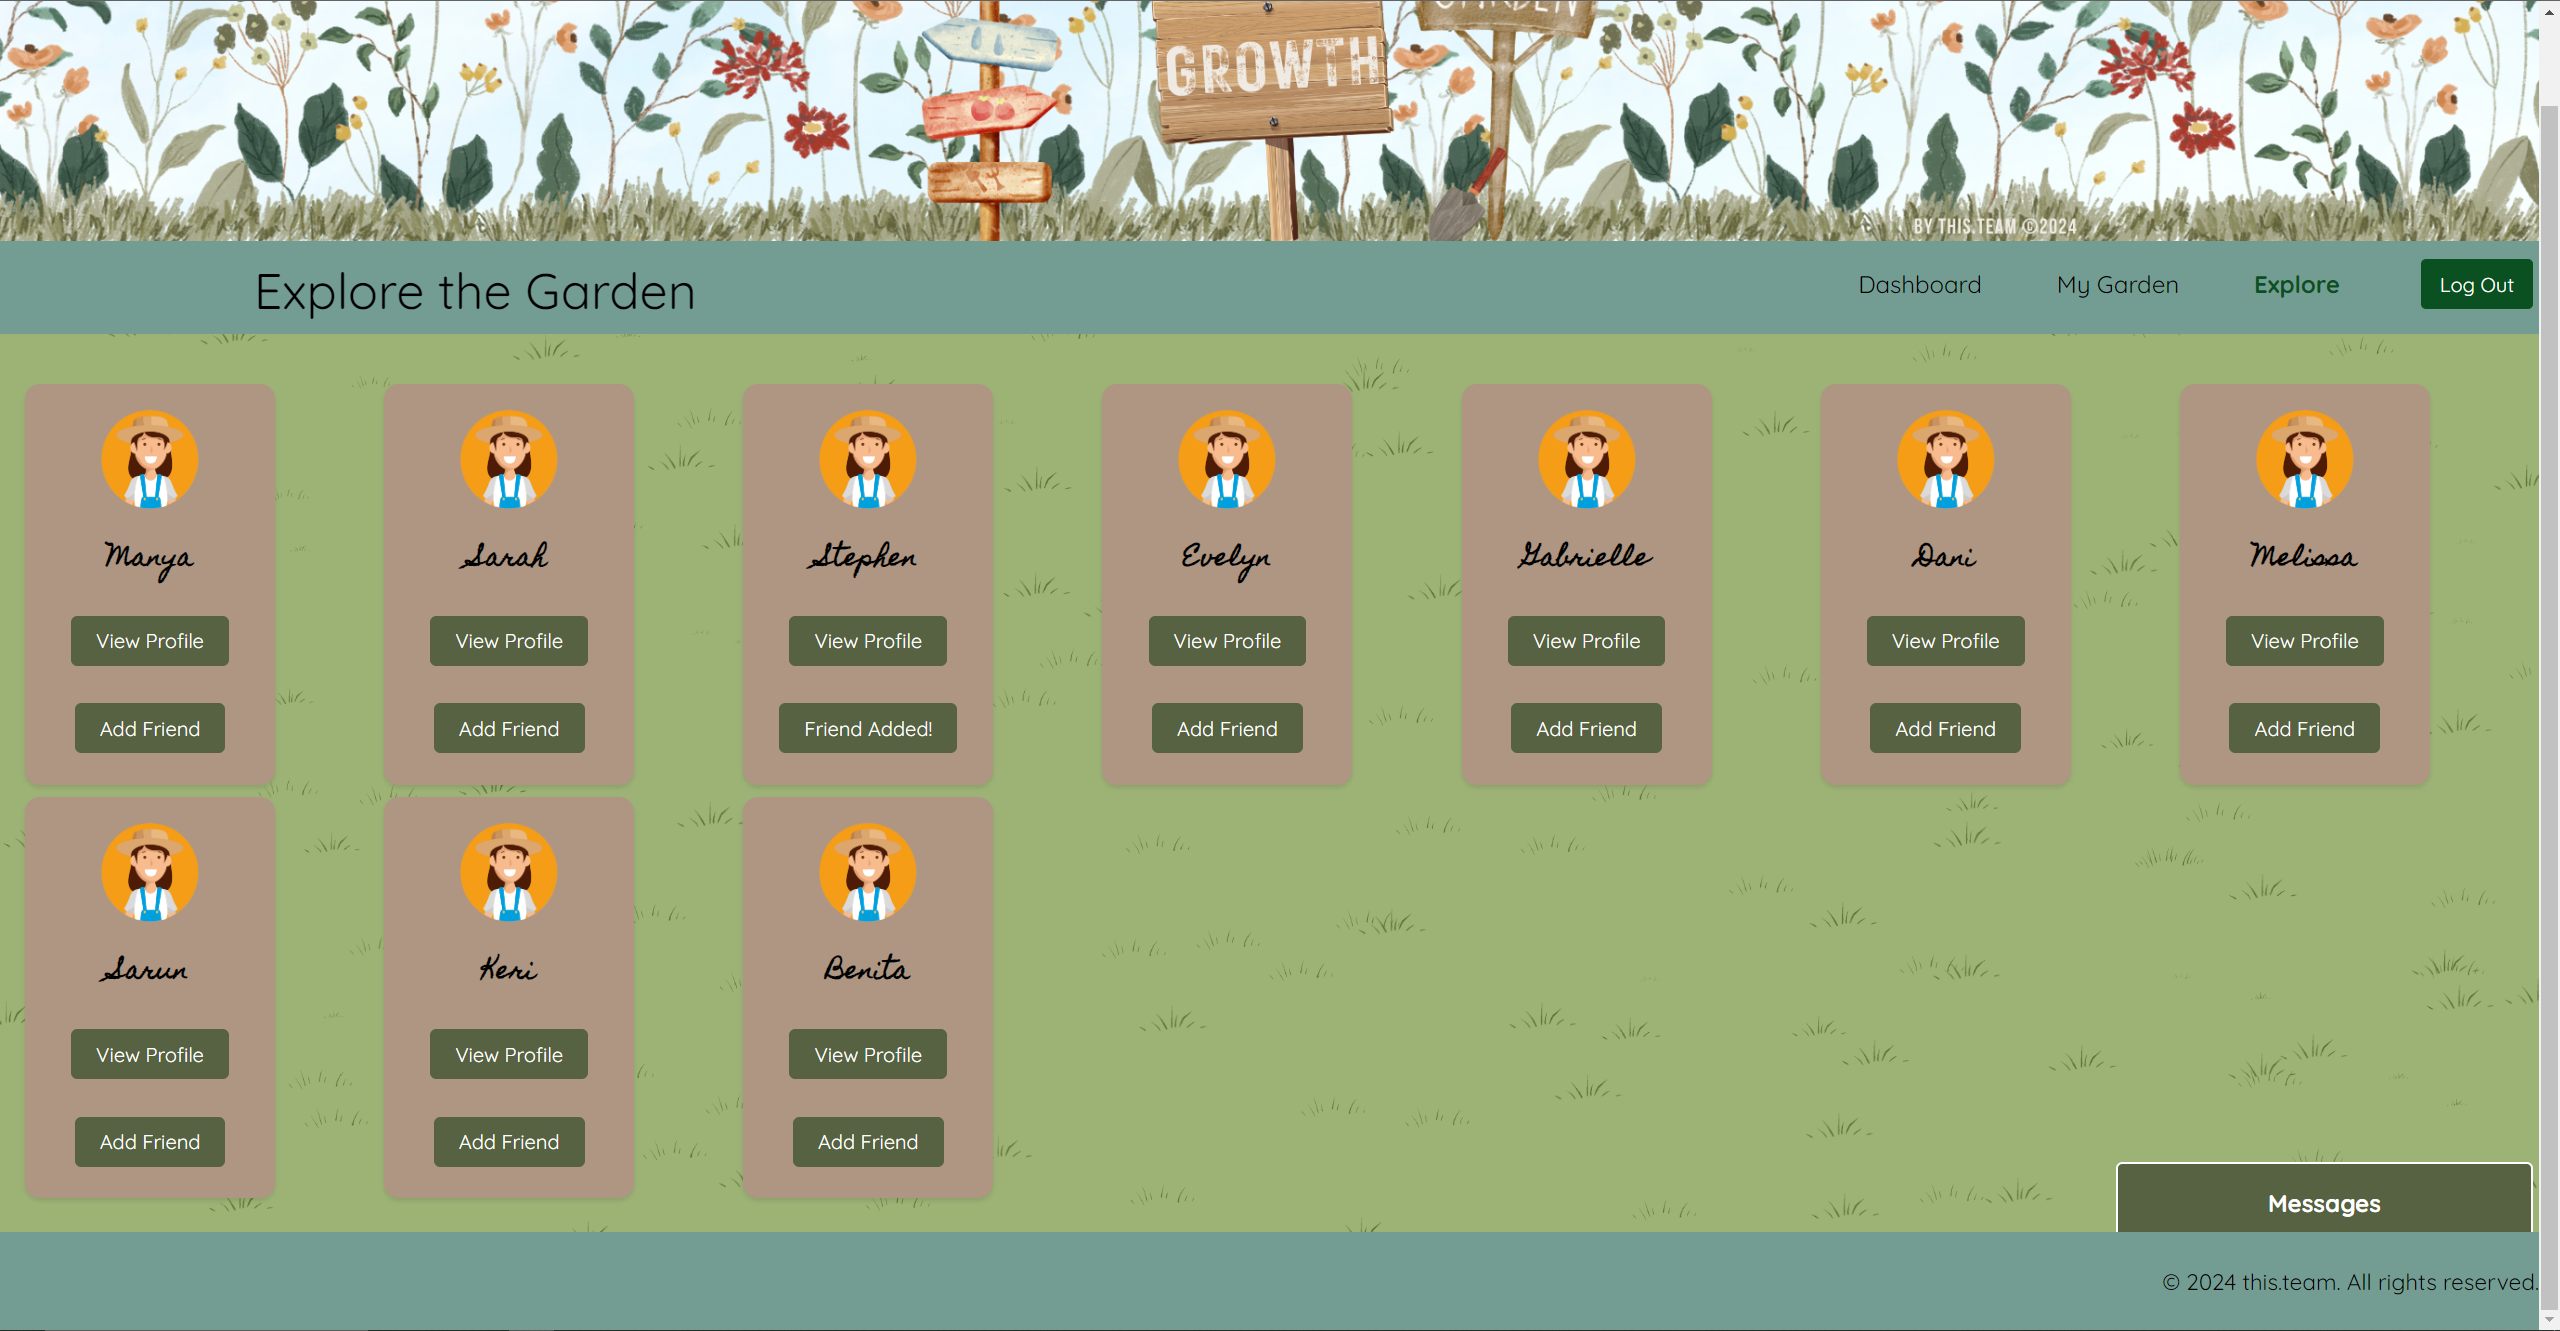 GARDEN
GROWTH
BY THIS.TEAM ©2024
Explore the Garden
Dashboard
My Garden
Explore
Log Out
Manya
Sarah
Stephen
Evelyn
Gabrielle
Dani
Melissa
View Profile
View Profile
View Profile
View Profile
View Profile
View Profile
View Profile
Add Friend
Add Friend
Friend Added!
Add Friend
Add Friend
Add Friend
Add Friend
Sarun
Keri
Benita
View Profile
View Profile
View Profile
Add Friend
Add Friend
Add Friend
Messages
© 2024 this.team. All rights reserved.